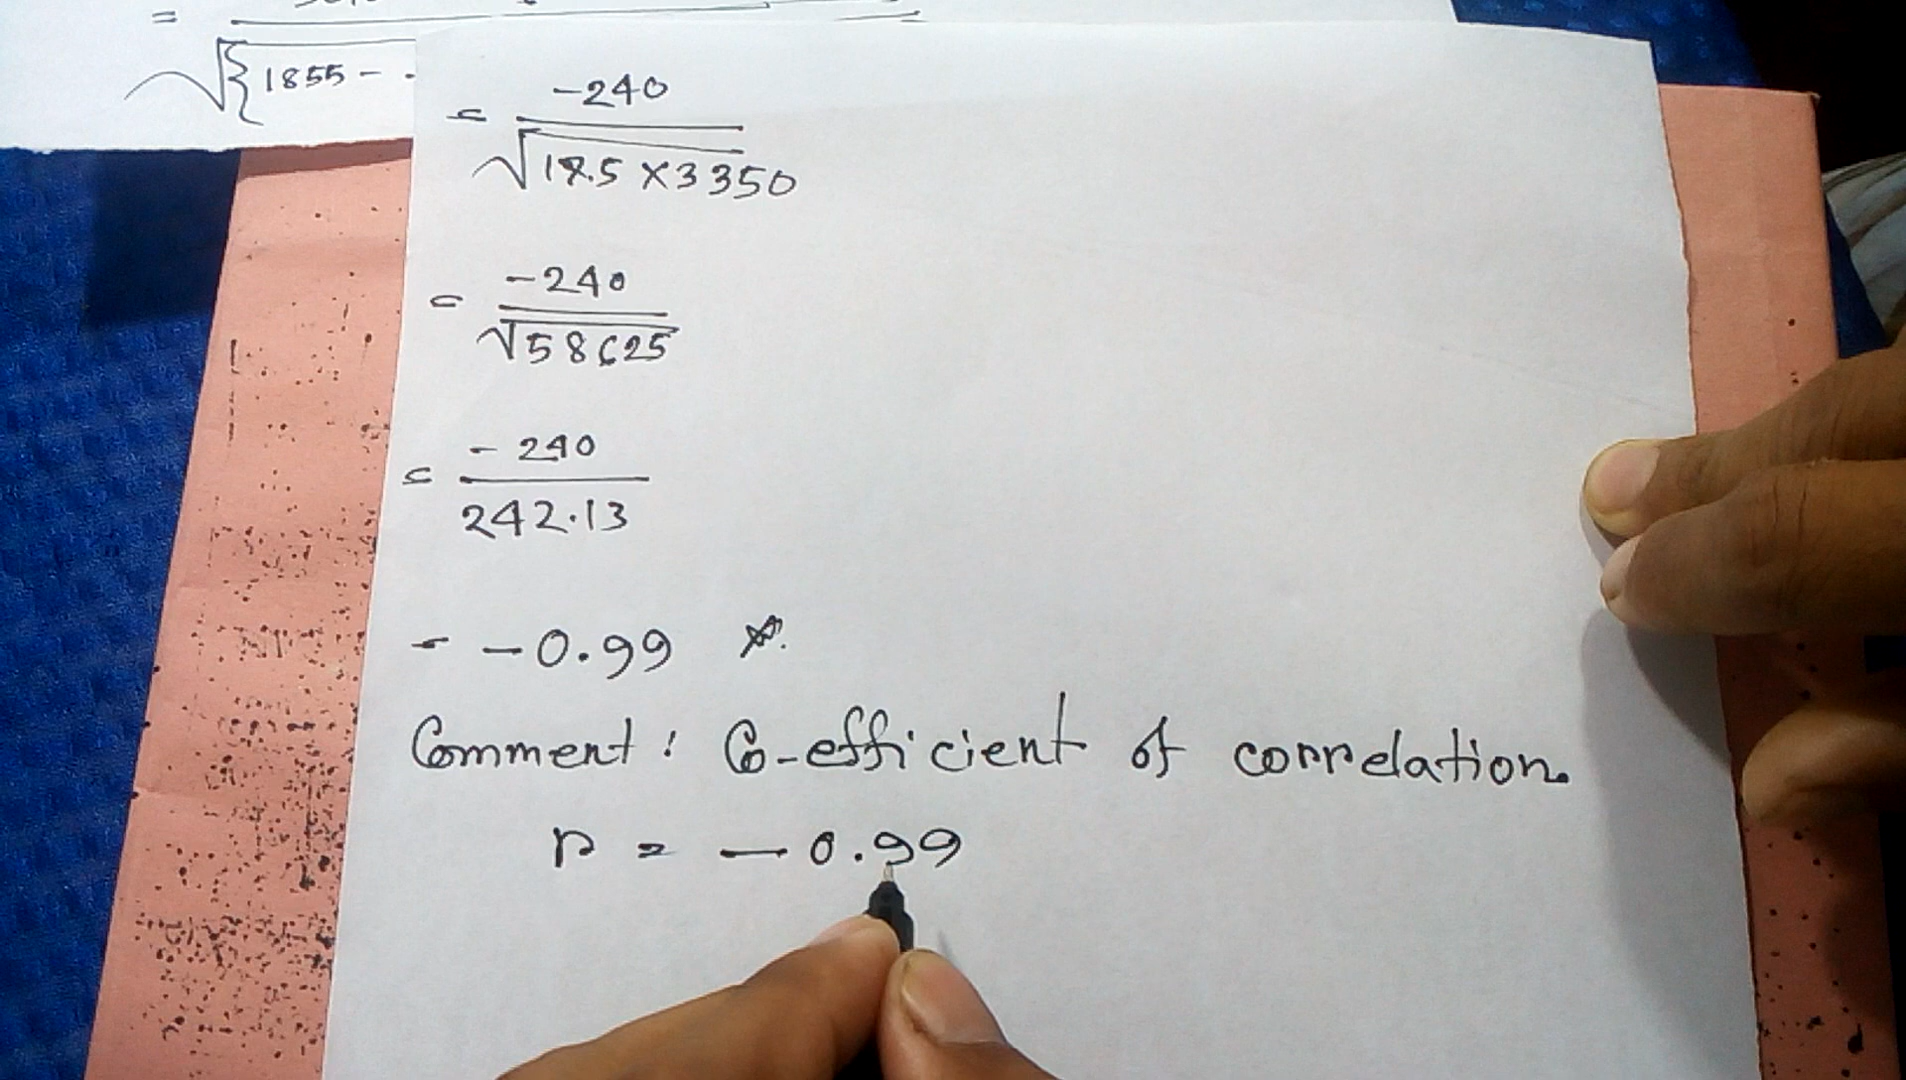 =
√{1855 - .
= -240 / √17.5 × 3350
= -240 / √58625
= -240 / 242.13
= -0.99
Comment: Co-efficient of correlation
r = -0.99